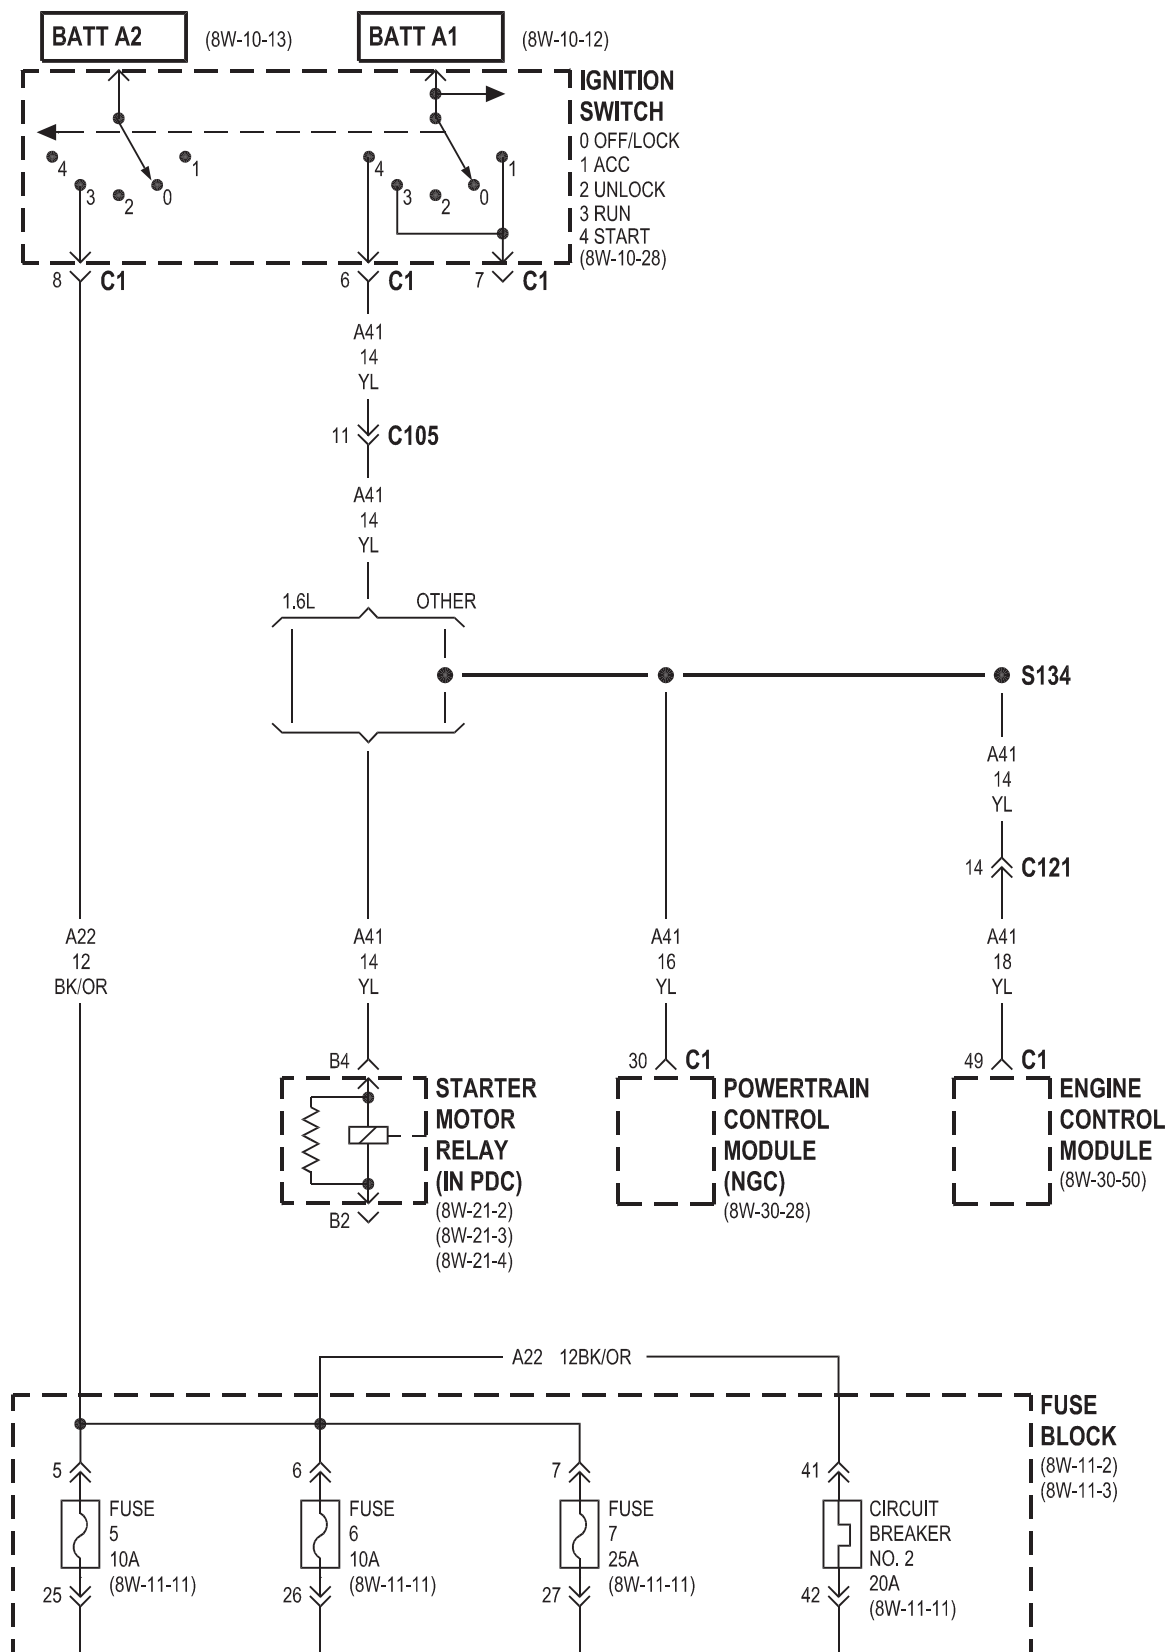 BATT A2
(8W-10-13)
BATT A1
(8W-10-12)
IGNITION
SWITCH
0 OFF/LOCK
1 ACC
2 UNLOCK
3 RUN
4 START
(8W-10-28)
4
3
2
0
1
4
3
2
0
1
8
C1
6
C1
7
C1
A41
14
YL
11
C105
A41
14
YL
1.6L
OTHER
S134
A41
14
YL
14
C121
A22
12
BK/OR
A41
14
YL
A41
16
YL
A41
18
YL
B4
30
C1
49
C1
STARTER
MOTOR
RELAY
(IN PDC)
(8W-21-2)
(8W-21-3)
(8W-21-4)
B2
POWERTRAIN
CONTROL
MODULE
(NGC)
(8W-30-28)
ENGINE
CONTROL
MODULE
(8W-30-50)
A22 12BK/OR
FUSE
BLOCK
(8W-11-2)
(8W-11-3)
5
FUSE
5
10A
(8W-11-11)
25
6
FUSE
6
10A
(8W-11-11)
26
7
FUSE
7
25A
(8W-11-11)
27
41
CIRCUIT
BREAKER
NO. 2
20A
(8W-11-11)
42